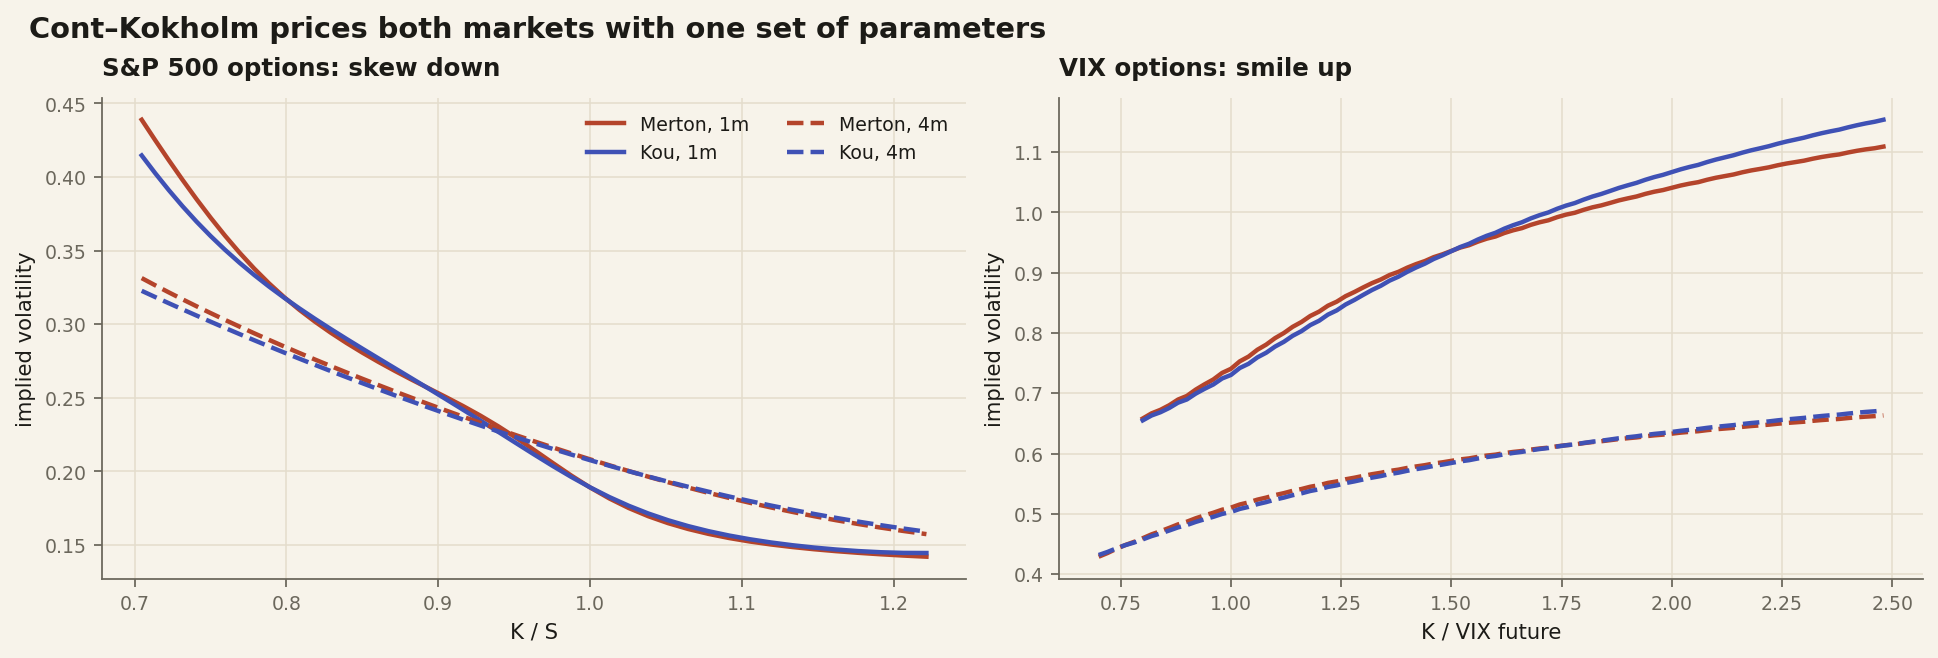 Cont–Kokholm prices both markets with one set of parameters
S&P 500 options: skew down
implied volatility
0.45
0.40
0.35
0.30
0.25
0.20
0.15
Merton, 1m
Kou, 1m
Merton, 4m
Kou, 4m
0.7 0.8 0.9 1.0 1.1 1.2
K / S
VIX options: smile up
implied volatility
1.1
1.0
0.9
0.8
0.7
0.6
0.5
0.4
0.75 1.00 1.25 1.50 1.75 2.00 2.25 2.50
K / VIX future